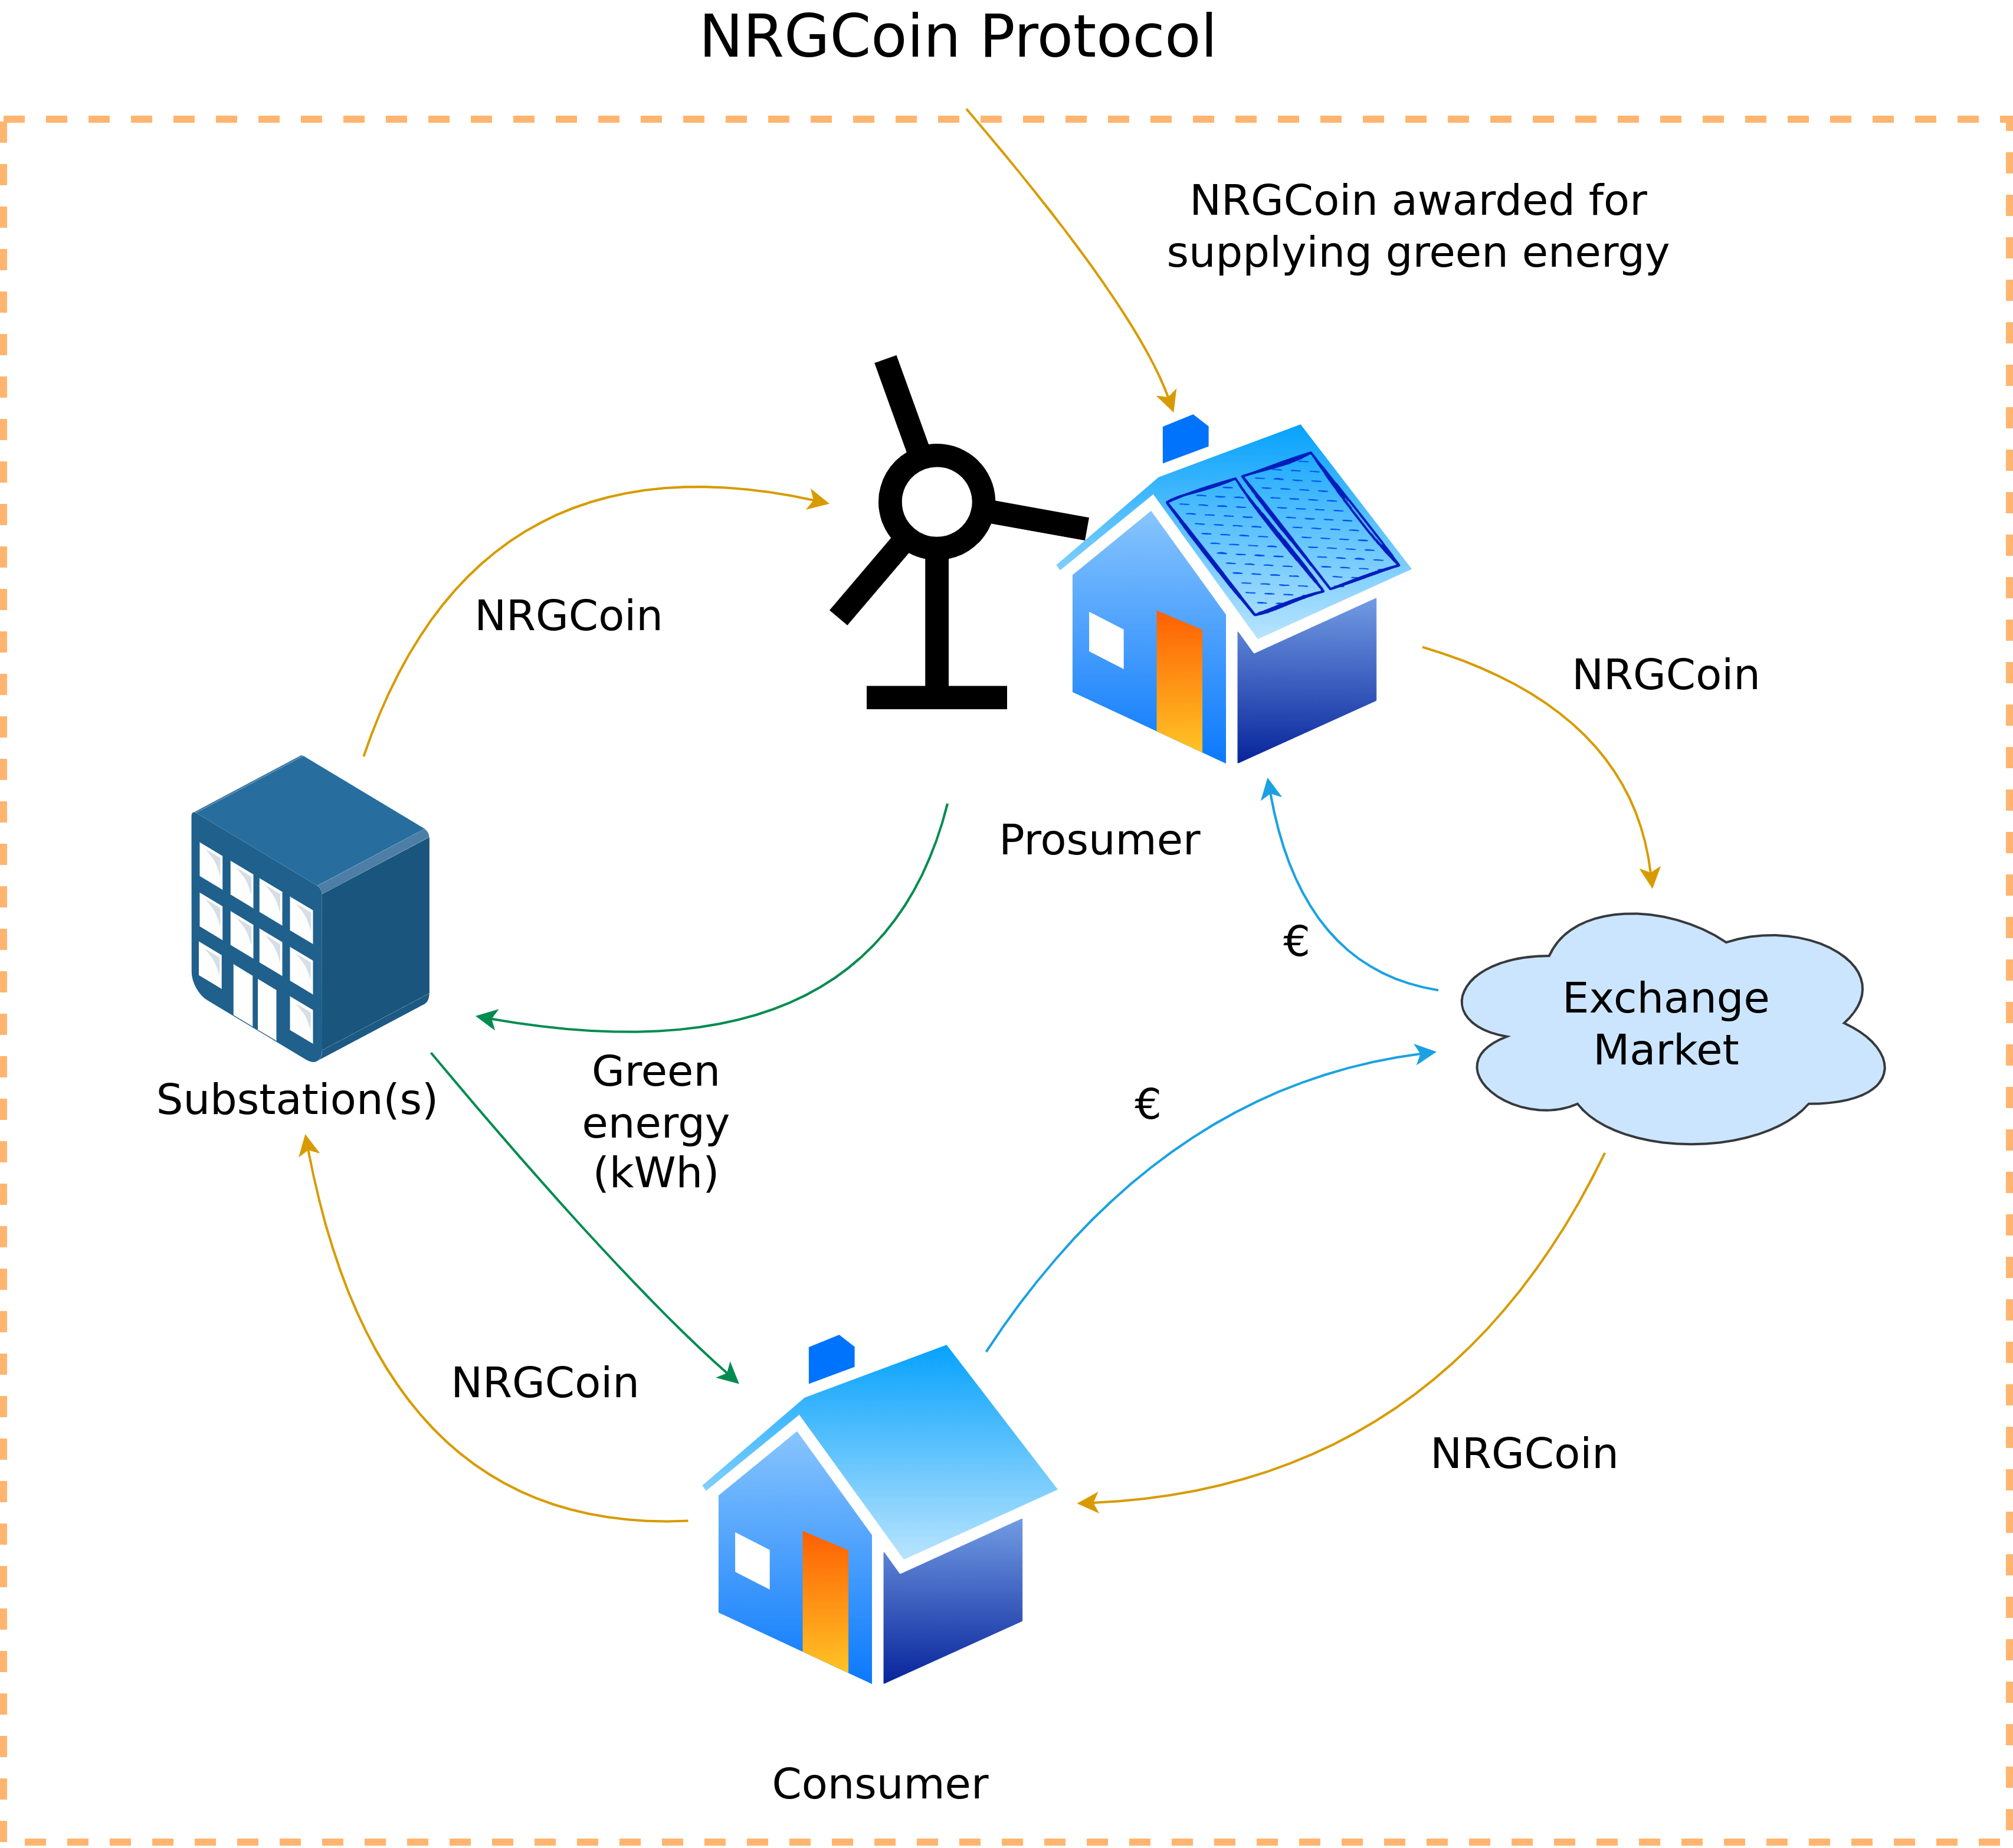 NRGCoin Protocol
NRGCoin awarded for
supplying green energy
NRGCoin
NRGCoin
Prosumer
€
Exchange
Market
Substation(s)
Green
energy
(kWh)
€
NRGCoin
NRGCoin
Consumer